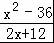 x² − 36
2x+12